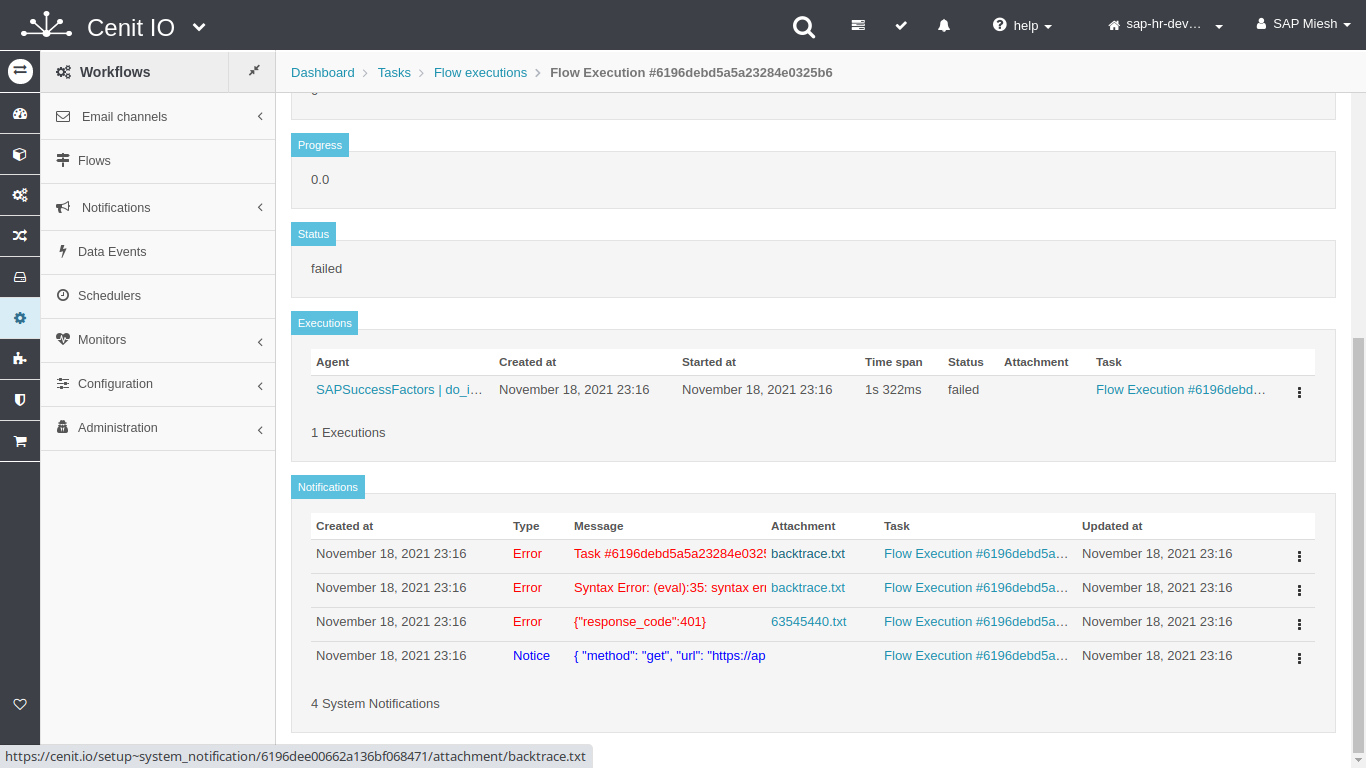 Cenit IO
help
sap-hr-dev…
SAP Miesh
Workflows
Dashboard
Tasks
Flow executions
Flow Execution #6196debd5a5a23284e0325b6
Email channels
Flows
Notifications
Data Events
Schedulers
Monitors
Configuration
Administration
Progress
0.0
Status
failed
Executions
Agent Created at Started at Time span Status Attachment Task
SAPSuccessFactors | do_i… November 18, 2021 23:16 November 18, 2021 23:16 1s 322ms failed Flow Execution #6196debd…
1 Executions
Notifications
Created at Type Message Attachment Task Updated at
November 18, 2021 23:16 Error Task #6196debd5a5a23284e0325 backtrace.txt Flow Execution #6196debd5a… November 18, 2021 23:16
November 18, 2021 23:16 Error Syntax Error: (eval):35: syntax err backtrace.txt Flow Execution #6196debd5a… November 18, 2021 23:16
November 18, 2021 23:16 Error {"response_code":401} 63545440.txt Flow Execution #6196debd5a… November 18, 2021 23:16
November 18, 2021 23:16 Notice { "method": "get", "url": "https://ap Flow Execution #6196debd5a… November 18, 2021 23:16
4 System Notifications
https://cenit.io/setup~system_notification/6196dee00662a136bf068471/attachment/backtrace.txt